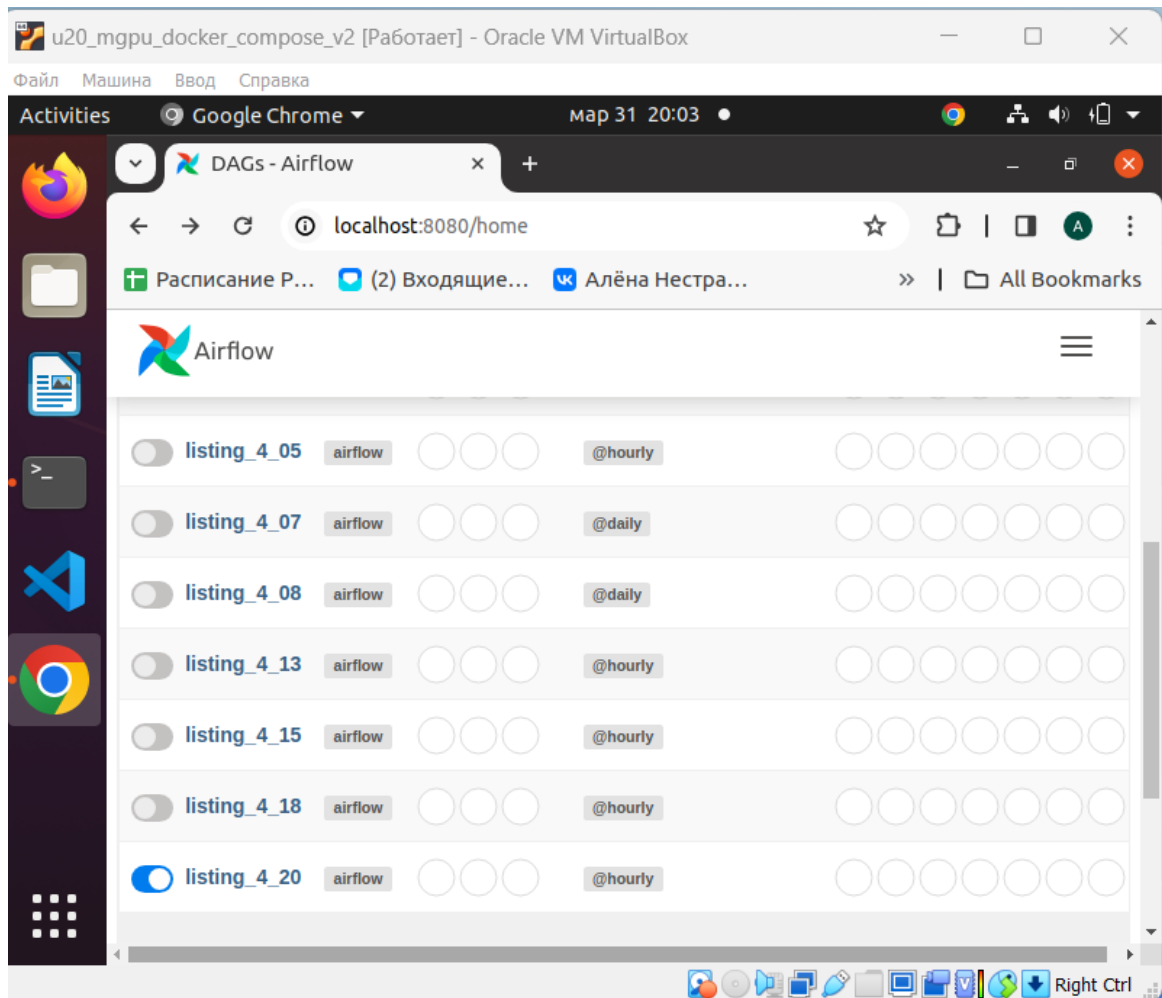 u20_mgpu_docker_compose_v2 [Работает] - Oracle VM VirtualBox
Файл Машина Ввод Справка
Activities Google Chrome мар 31 20:03
DAGs - Airflow
localhost:8080/home A
Расписание Р... (2) Входящие... Алёна Нестра... » All Bookmarks
Airflow
listing_4_05 airflow @hourly
listing_4_07 airflow @daily
listing_4_08 airflow @daily
listing_4_13 airflow @hourly
listing_4_15 airflow @hourly
listing_4_18 airflow @hourly
listing_4_20 airflow @hourly
Right Ctrl